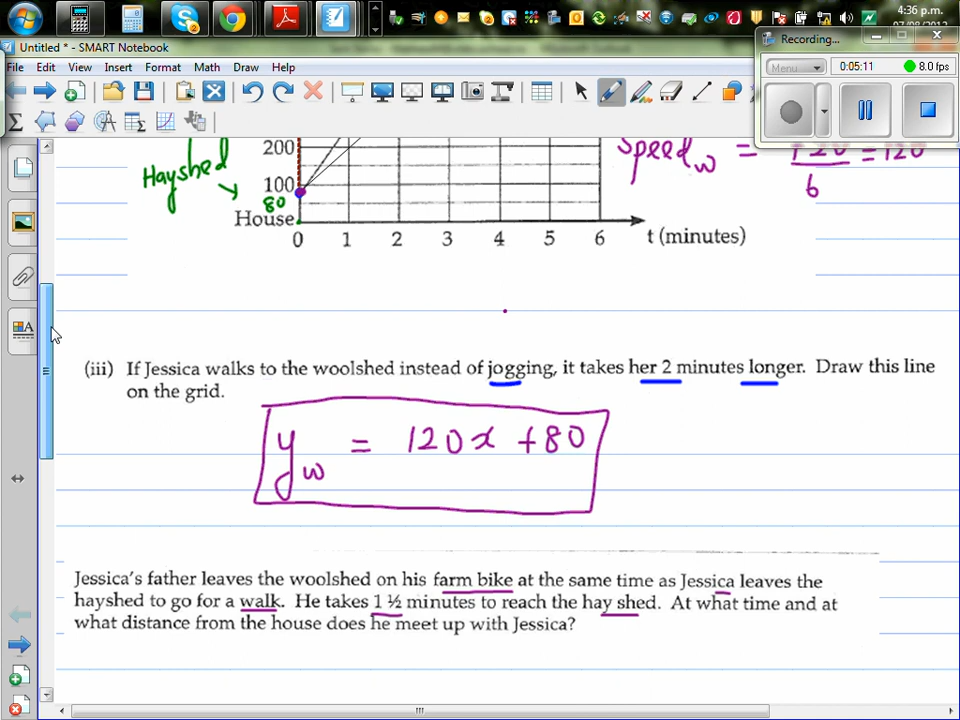 4:36 p.m.
Untitled * - SMART Notebook
Recording...
File Edit View Insert Format Math Draw Help
Menu 0:05:11 8.0 fps
200
Speed w = 120 = 120
6
Hayshed
100
80
House
0 1 2 3 4 5 6 t (minutes)
(iii) If Jessica walks to the woolshed instead of jogging, it takes her 2 minutes longer. Draw this line
on the grid.
y w = 120x + 80
Jessica's father leaves the woolshed on his farm bike at the same time as Jessica leaves the
hayshed to go for a walk. He takes 1 ½ minutes to reach the hay shed. At what time and at
what distance from the house does he meet up with Jessica?